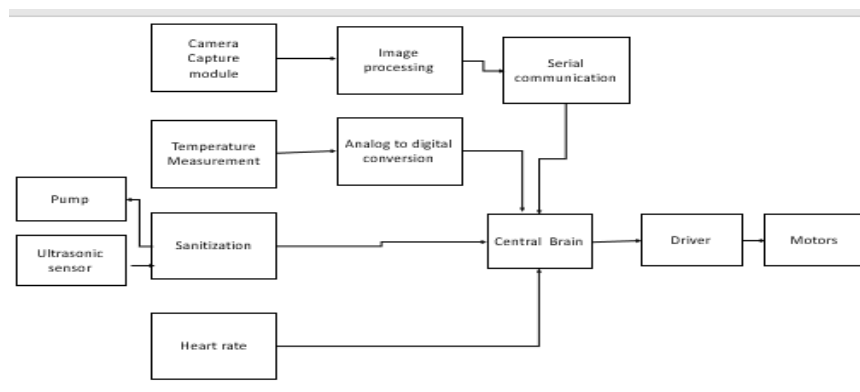 Camera
Capture
module
Image
processing
Serial
communication
Temperature
Measurement
Analog to digital
conversion
Pump
Ultrasonic
sensor
Sanitization
Central Brain
Driver
Motors
Heart rate